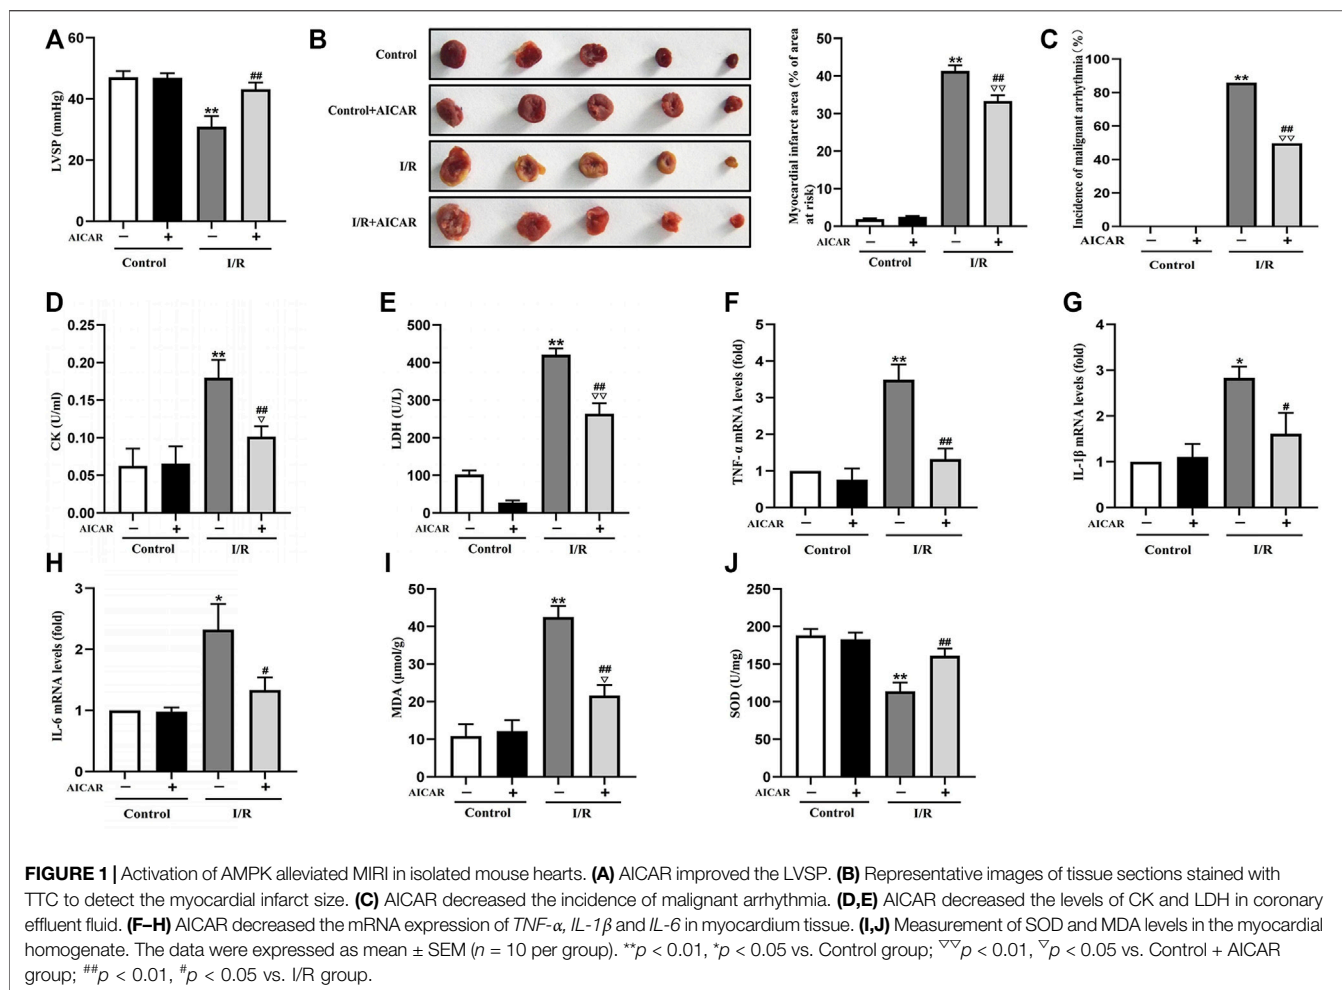 A
LVSP (mmHg)
60
40
20
0
**
##
AICAR − + − +
Control I/R
B
Control
Control+AICAR
I/R
I/R+AICAR
Myocardial infarct area (% of area
at risk)
50
40
30
20
10
0
**
##
▽▽
AICAR − + − +
Control I/R
C
Incidence of malignant arrhythmia (%)
100
80
60
40
20
0
**
##
▽▽
AICAR − + − +
Control I/R
D
CK (U/ml)
0.25
0.20
0.15
0.10
0.05
0.00
**
##
▽
AICAR − + − +
Control I/R
E
LDH (U/L)
500
400
300
200
100
0
**
##
▽▽
AICAR − + − +
Control I/R
F
TNF-α mRNA levels (fold)
5
4
3
2
1
0
**
##
AICAR − + − +
Control I/R
G
IL-1β mRNA levels (fold)
4
3
2
1
0
*
#
AICAR − + − +
Control I/R
H
IL-6 mRNA levels (fold)
3
2
1
0
*
#
AICAR − + − +
Control I/R
I
MDA (μmol/g)
50
40
30
20
10
0
**
##
▽
AICAR − + − +
Control I/R
J
SOD (U/mg)
250
200
150
100
50
0
**
##
AICAR − + − +
Control I/R
FIGURE 1 | Activation of AMPK alleviated MIRI in isolated mouse hearts. (A) AICAR improved the LVSP. (B) Representative images of tissue sections stained with
TTC to detect the myocardial infarct size. (C) AICAR decreased the incidence of malignant arrhythmia. (D,E) AICAR decreased the levels of CK and LDH in coronary
effluent fluid. (F–H) AICAR decreased the mRNA expression of TNF-α, IL-1β and IL-6 in myocardium tissue. (I,J) Measurement of SOD and MDA levels in the myocardial
homogenate. The data were expressed as mean ± SEM (n = 10 per group). **p < 0.01, *p < 0.05 vs. Control group; ▽▽p < 0.01, ▽p < 0.05 vs. Control + AICAR
group; ##p < 0.01, #p < 0.05 vs. I/R group.